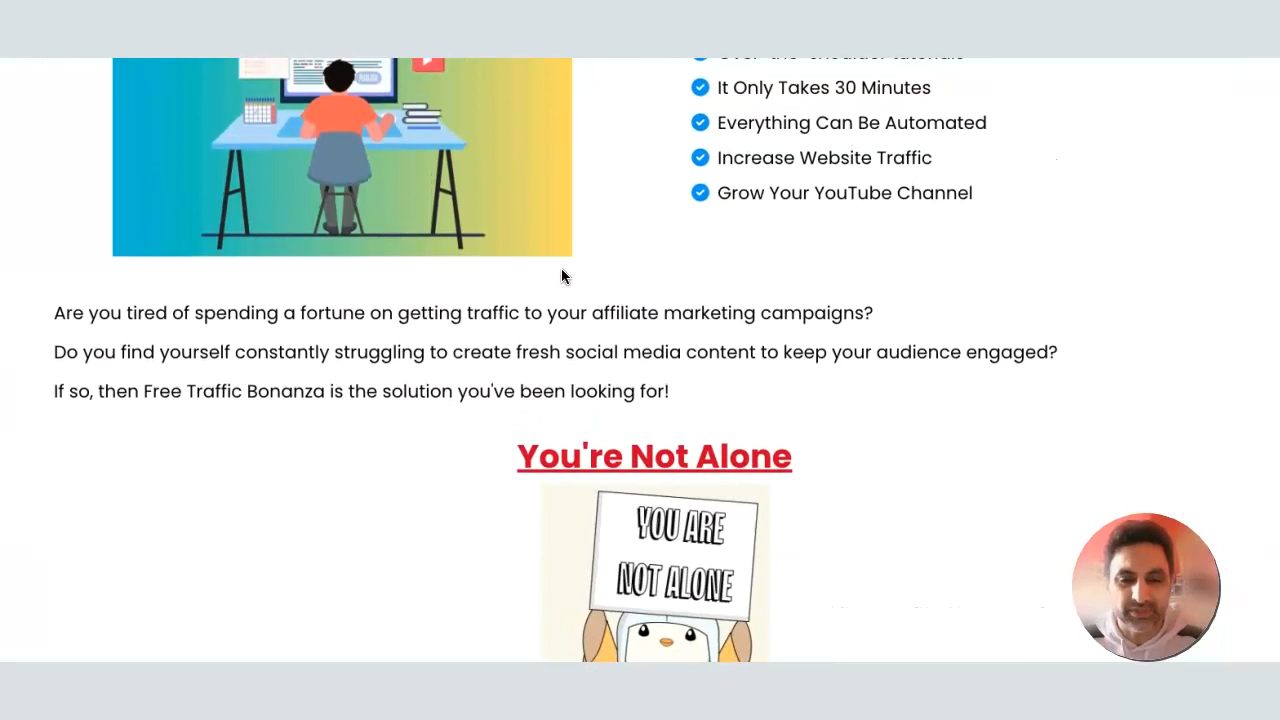 It Only Takes 30 Minutes
Everything Can Be Automated
Increase Website Traffic
Grow Your YouTube Channel
Are you tired of spending a fortune on getting traffic to your affiliate marketing campaigns?
Do you find yourself constantly struggling to create fresh social media content to keep your audience engaged?
If so, then Free Traffic Bonanza is the solution you've been looking for!
You're Not Alone
YOU ARE
NOT ALONE